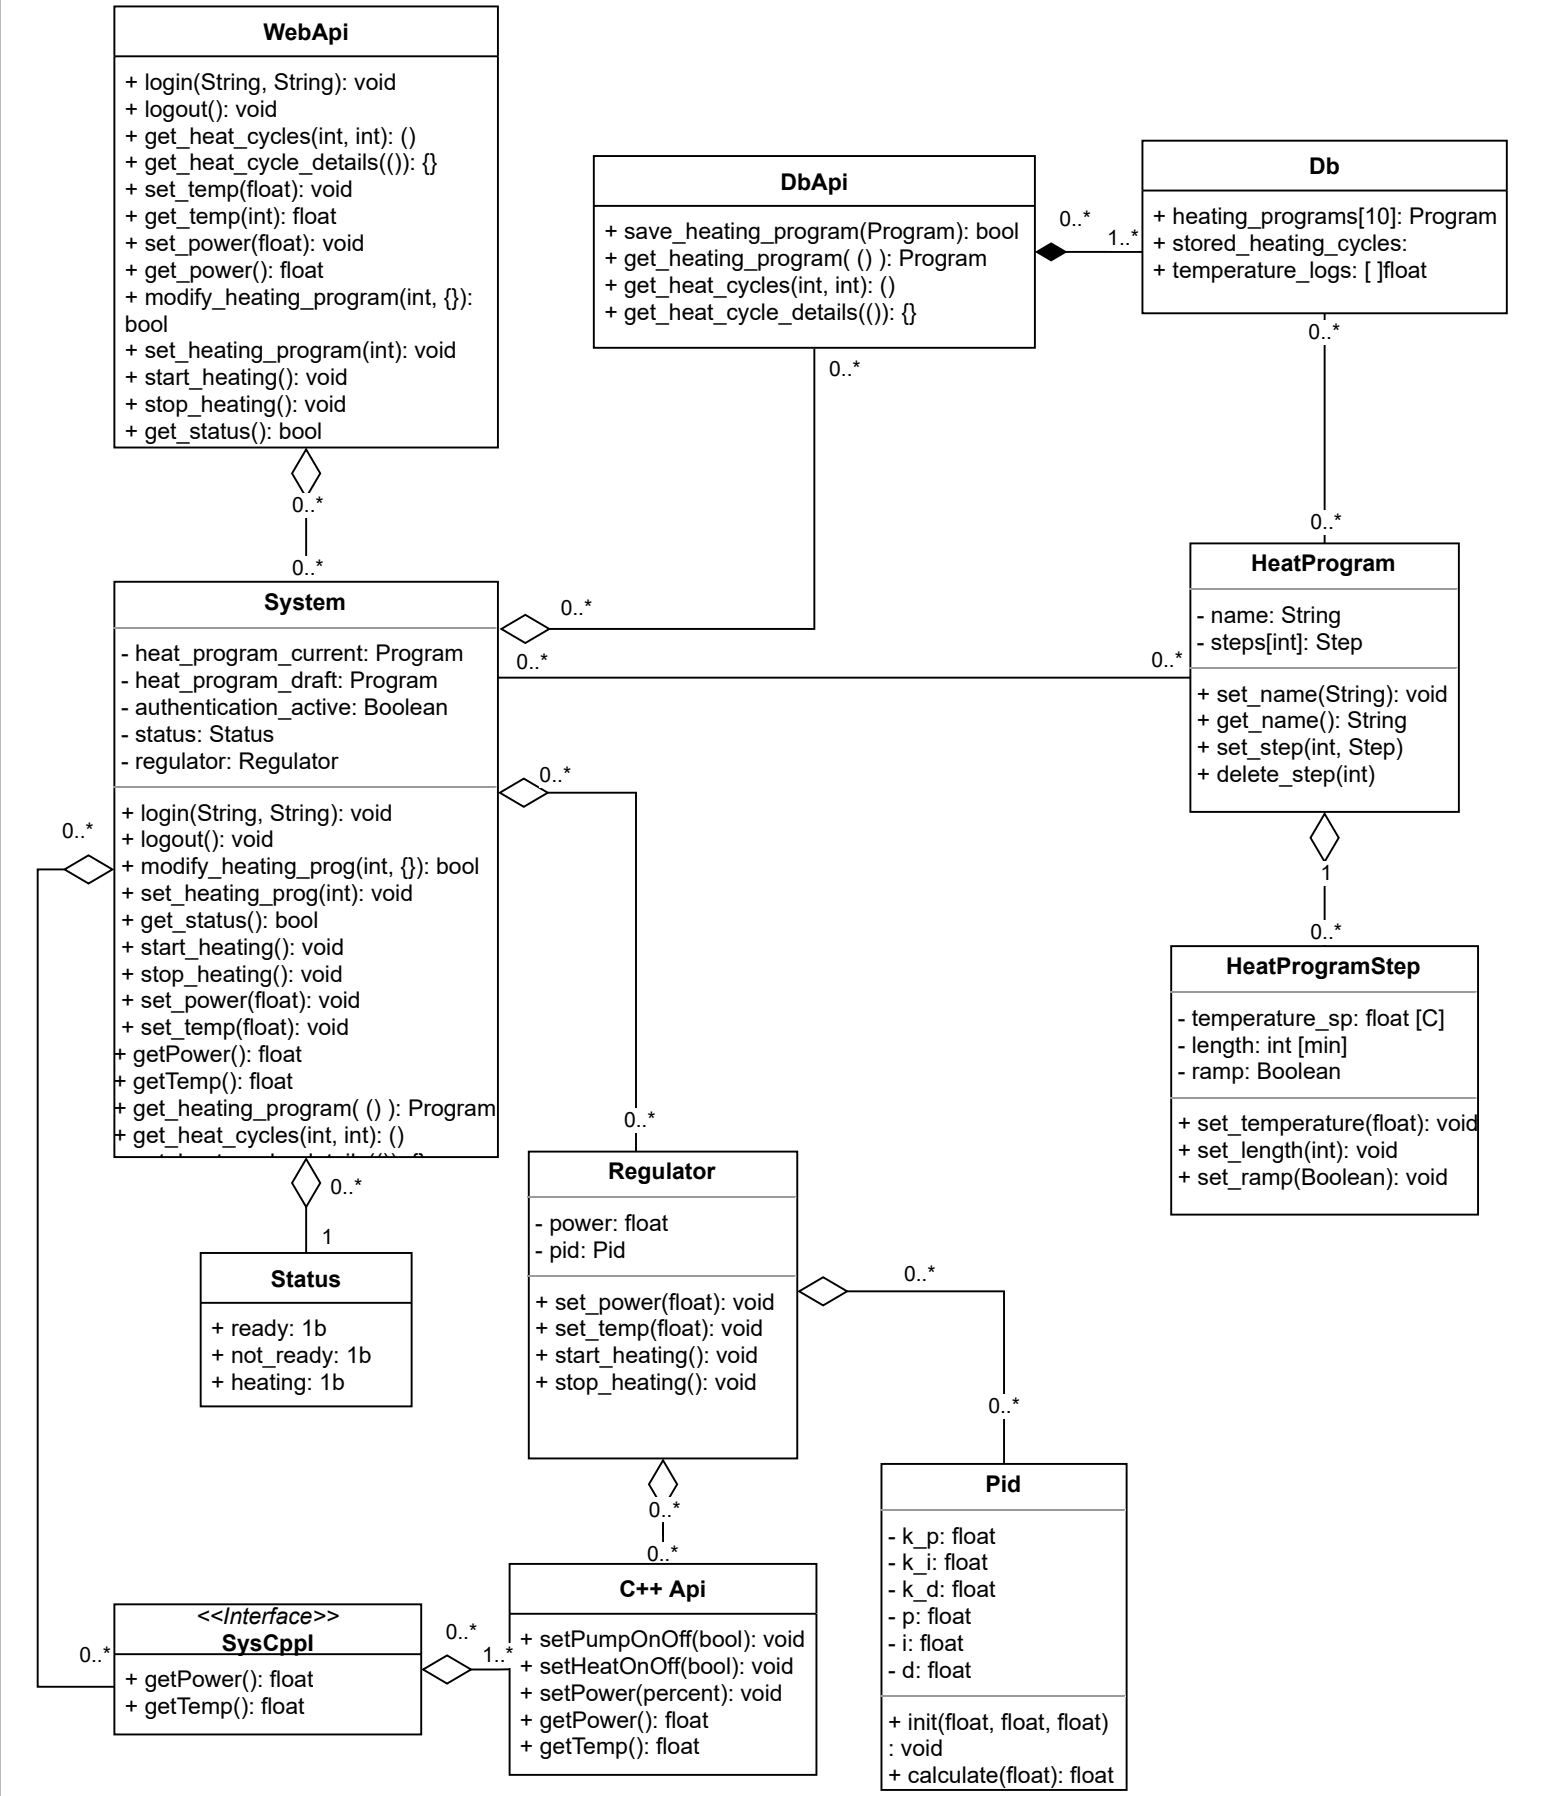 WebApi
+ login(String, String): void
+ logout(): void
+ get_heat_cycles(int, int): ()
+ get_heat_cycle_details(()): {}
+ set_temp(float): void
+ get_temp(int): float
+ set_power(float): void
+ get_power(): float
+ modify_heating_program(int, {}):
bool
+ set_heating_program(int): void
+ start_heating(): void
+ stop_heating(): void
+ get_status(): bool
0..*
0..*
DbApi
+ save_heating_program(Program): bool
+ get_heating_program( () ): Program
+ get_heat_cycles(int, int): ()
+ get_heat_cycle_details(()): {}
0..*
1..*
0..*
Db
+ heating_programs[10]: Program
+ stored_heating_cycles:
+ temperature_logs: [ ]float
0..*
0..*
System
- heat_program_current: Program
- heat_program_draft: Program
- authentication_active: Boolean
- status: Status
- regulator: Regulator
+ login(String, String): void
+ logout(): void
+ modify_heating_prog(int, {}): bool
+ set_heating_prog(int): void
+ get_status(): bool
+ start_heating(): void
+ stop_heating(): void
+ set_power(float): void
+ set_temp(float): void
+ getPower(): float
+ getTemp(): float
+ get_heating_program( () ): Program
+ get_heat_cycles(int, int): ()
0..*
0..*
0..*
0..*
0..*
0..*
1
HeatProgram
- name: String
- steps[int]: Step
+ set_name(String): void
+ get_name(): String
+ set_step(int, Step)
+ delete_step(int)
1
0..*
HeatProgramStep
- temperature_sp: float [C]
- length: int [min]
- ramp: Boolean
+ set_temperature(float): void
+ set_length(int): void
+ set_ramp(Boolean): void
Status
+ ready: 1b
+ not_ready: 1b
+ heating: 1b
0..*
Regulator
- power: float
- pid: Pid
+ set_power(float): void
+ set_temp(float): void
+ start_heating(): void
+ stop_heating(): void
0..*
0..*
0..*
0..*
Pid
- k_p: float
- k_i: float
- k_d: float
- p: float
- i: float
- d: float
+ init(float, float, float)
: void
+ calculate(float): float
C++ Api
+ setPumpOnOff(bool): void
+ setHeatOnOff(bool): void
+ setPower(percent): void
+ getPower(): float
+ getTemp(): float
<<Interface>>
SysCppI
+ getPower(): float
+ getTemp(): float
0..*
0..*
1..*